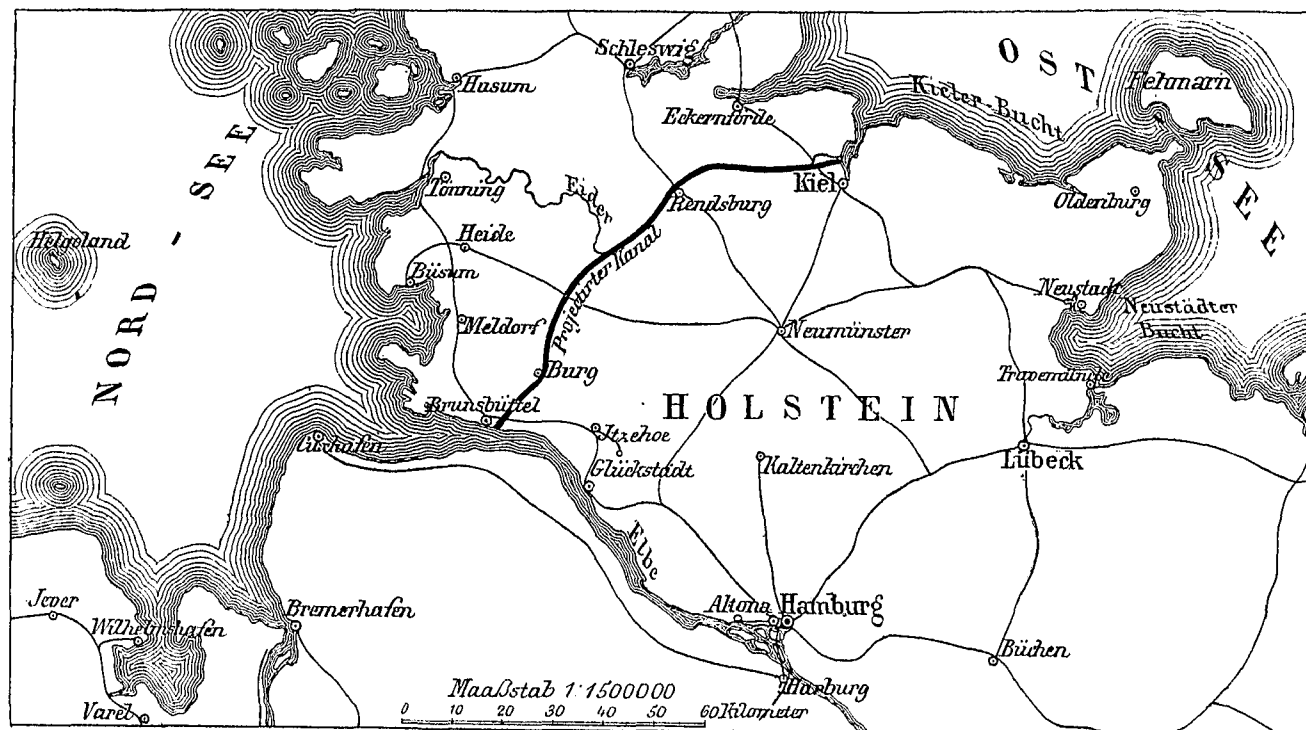 NORD-SEE
OST SEE
Schleswig
Husum
Eckernförde
Kieler-Bucht
Fehmarn
Tönning
Eider
Rendsburg
Kiel
Oldenburg
Helgoland
Heide
Büsum
Projectirter Kanal
Neustadt
Neustädter
Bucht
Meldorf
Neumünster
Burg
Travemünde
Brunsbüttel
HOLSTEIN
Cuxhafen
Itzehoe
Glückstadt
Kaltenkirchen
Lübeck
Elbe
Jever
Wilhelmshafen
Bremerhafen
Altona
Hamburg
Büchen
Harburg
Varel
Maaßstab 1:1500000
0 10 20 30 40 50 60 Kilometer